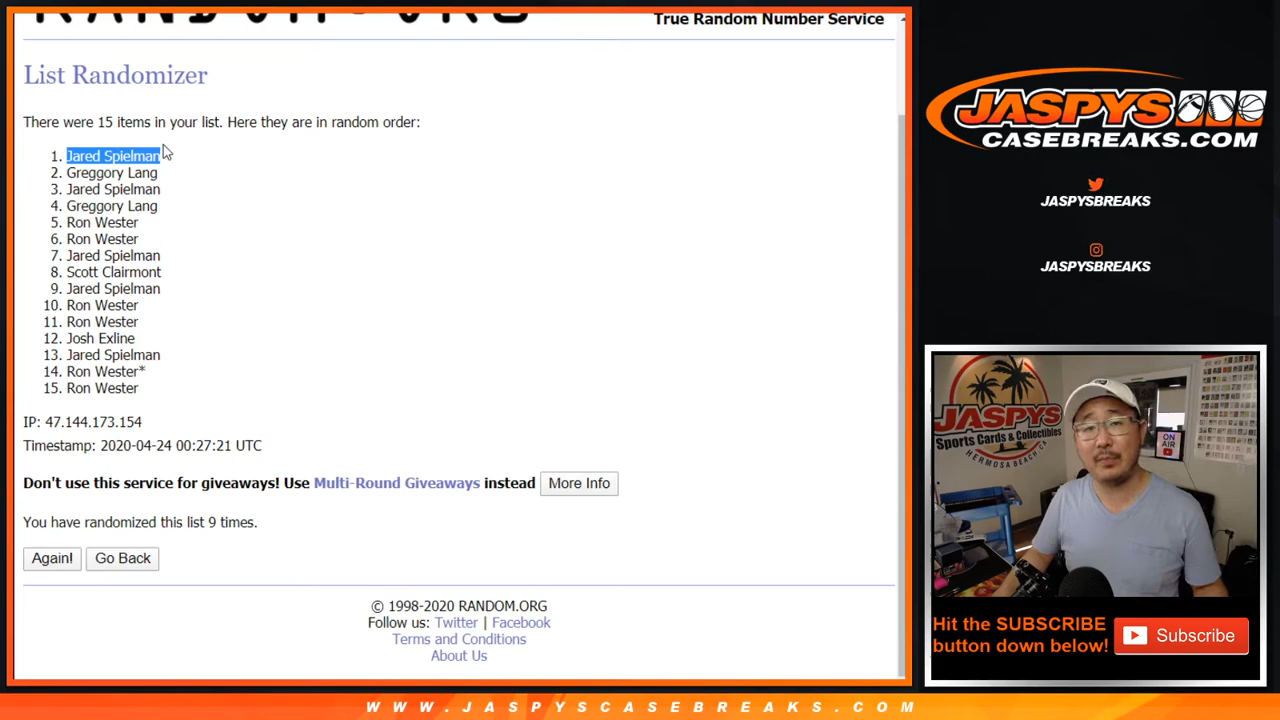 True Random Number Service
List Randomizer
There were 15 items in your list. Here they are in random order:
1. Jared Spielman
2. Greggory Lang
3. Jared Spielman
4. Greggory Lang
5. Ron Wester
6. Ron Wester
7. Jared Spielman
8. Scott Clairmont
9. Jared Spielman
10. Ron Wester
11. Ron Wester
12. Josh Exline
13. Jared Spielman
14. Ron Wester*
15. Ron Wester
IP: 47.144.173.154
Timestamp: 2020-04-24 00:27:21 UTC
Don't use this service for giveaways! Use Multi-Round Giveaways instead More Info
You have randomized this list 9 times.
Again! Go Back
© 1998-2020 RANDOM.ORG
Follow us: Twitter | Facebook
Terms and Conditions
About Us
JASPYS
CASEBREAKS.COM
JASPYSBREAKS
JASPYSBREAKS
JASPYS
Sports Cards & Collectibles
HERMOSA BEACH CA
ON AIR
Hit the SUBSCRIBE
button down below!
Subscribe
WWW.JASPYSCASEBREAKS.COM